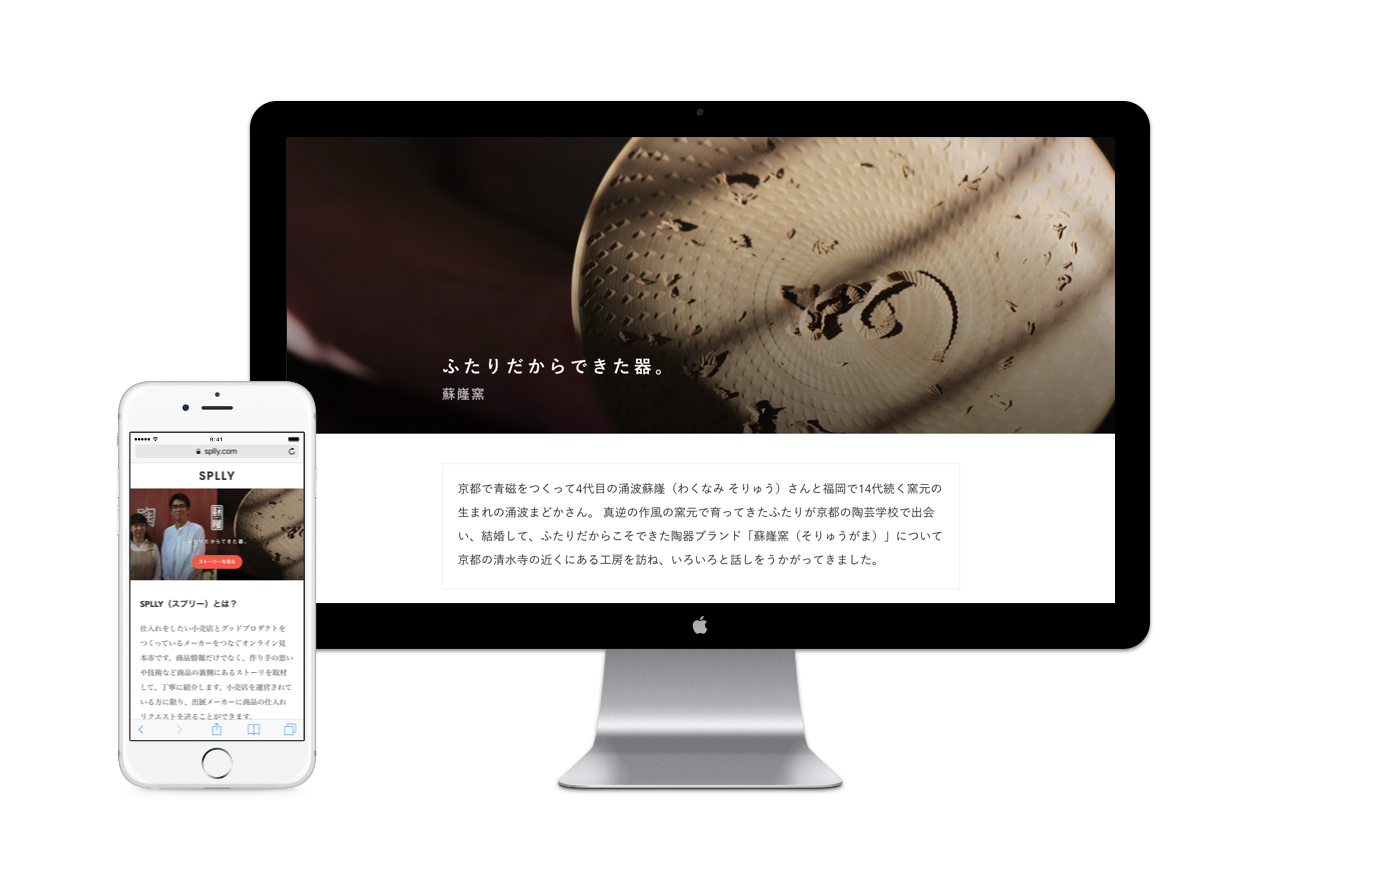 ふたりだからできた器。
蘇嶐窯
京都で青磁をつくって4代目の涌波蘇嶐（わくなみ そりゅう）さんと福岡で14代続く窯元の
生まれの涌波まどかさん。 真逆の作風の窯元で育ってきたふたりが京都の陶芸学校で出会
い、結婚して、ふたりだからこそできた陶器ブランド「蘇嶐窯（そりゅうがま）」について
京都の清水寺の近くにある工房を訪ね、いろいろと話しをうかがってきました。
9:41
splly.com
SPLLY
陶
ふたりだからできた器。
ストーリーを見る
SPLLY（スプリー）とは？
仕入れをしたい小売店とグッドプロダクトを
つくっているメーカーをつなぐオンライン見
本市です。商品情報だけでなく、作り手の思い
や技術など商品の裏側にあるストーリを取材
して、丁寧に紹介します。小売店を運営されて
いる方に限り、出展メーカーに商品の仕入れ
リクエストを送ることができます。